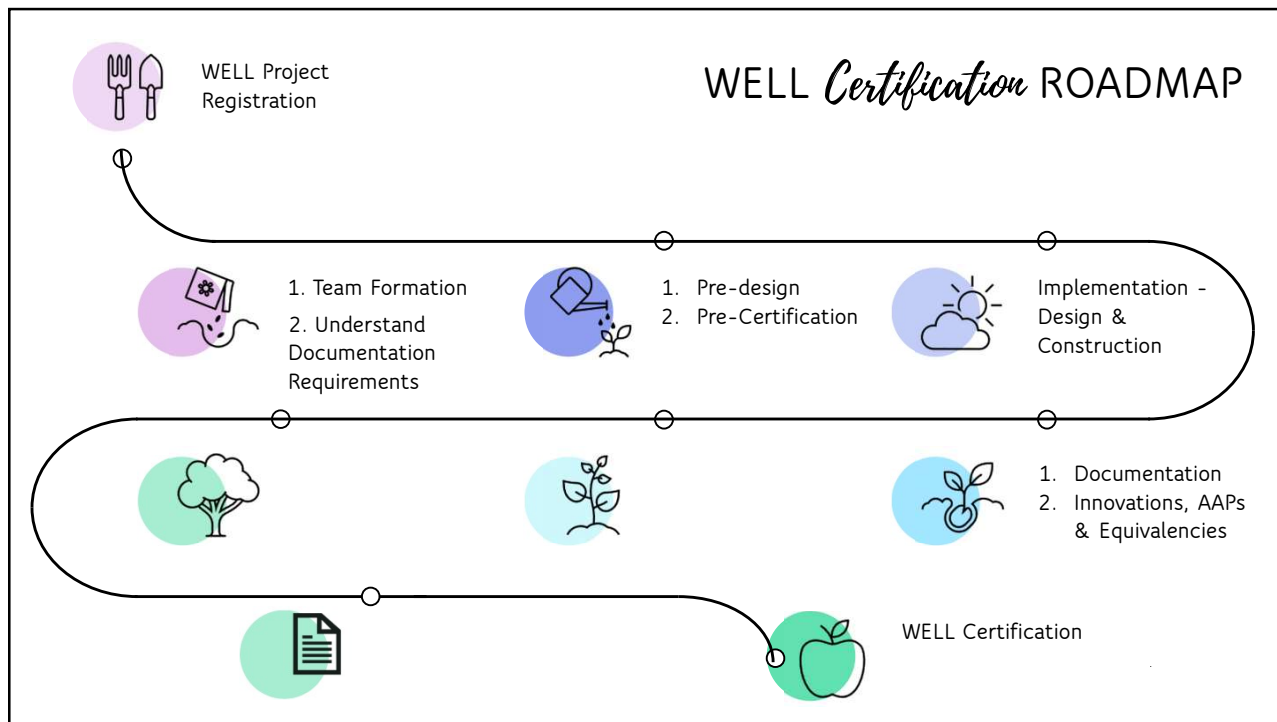 WELL Project
Registration
WELL Certification ROADMAP
1. Team Formation
2. Understand
Documentation
Requirements
1. Pre-design
2. Pre-Certification
Implementation -
Design &
Construction
1. Documentation
2. Innovations, AAPs
& Equivalencies
WELL Certification